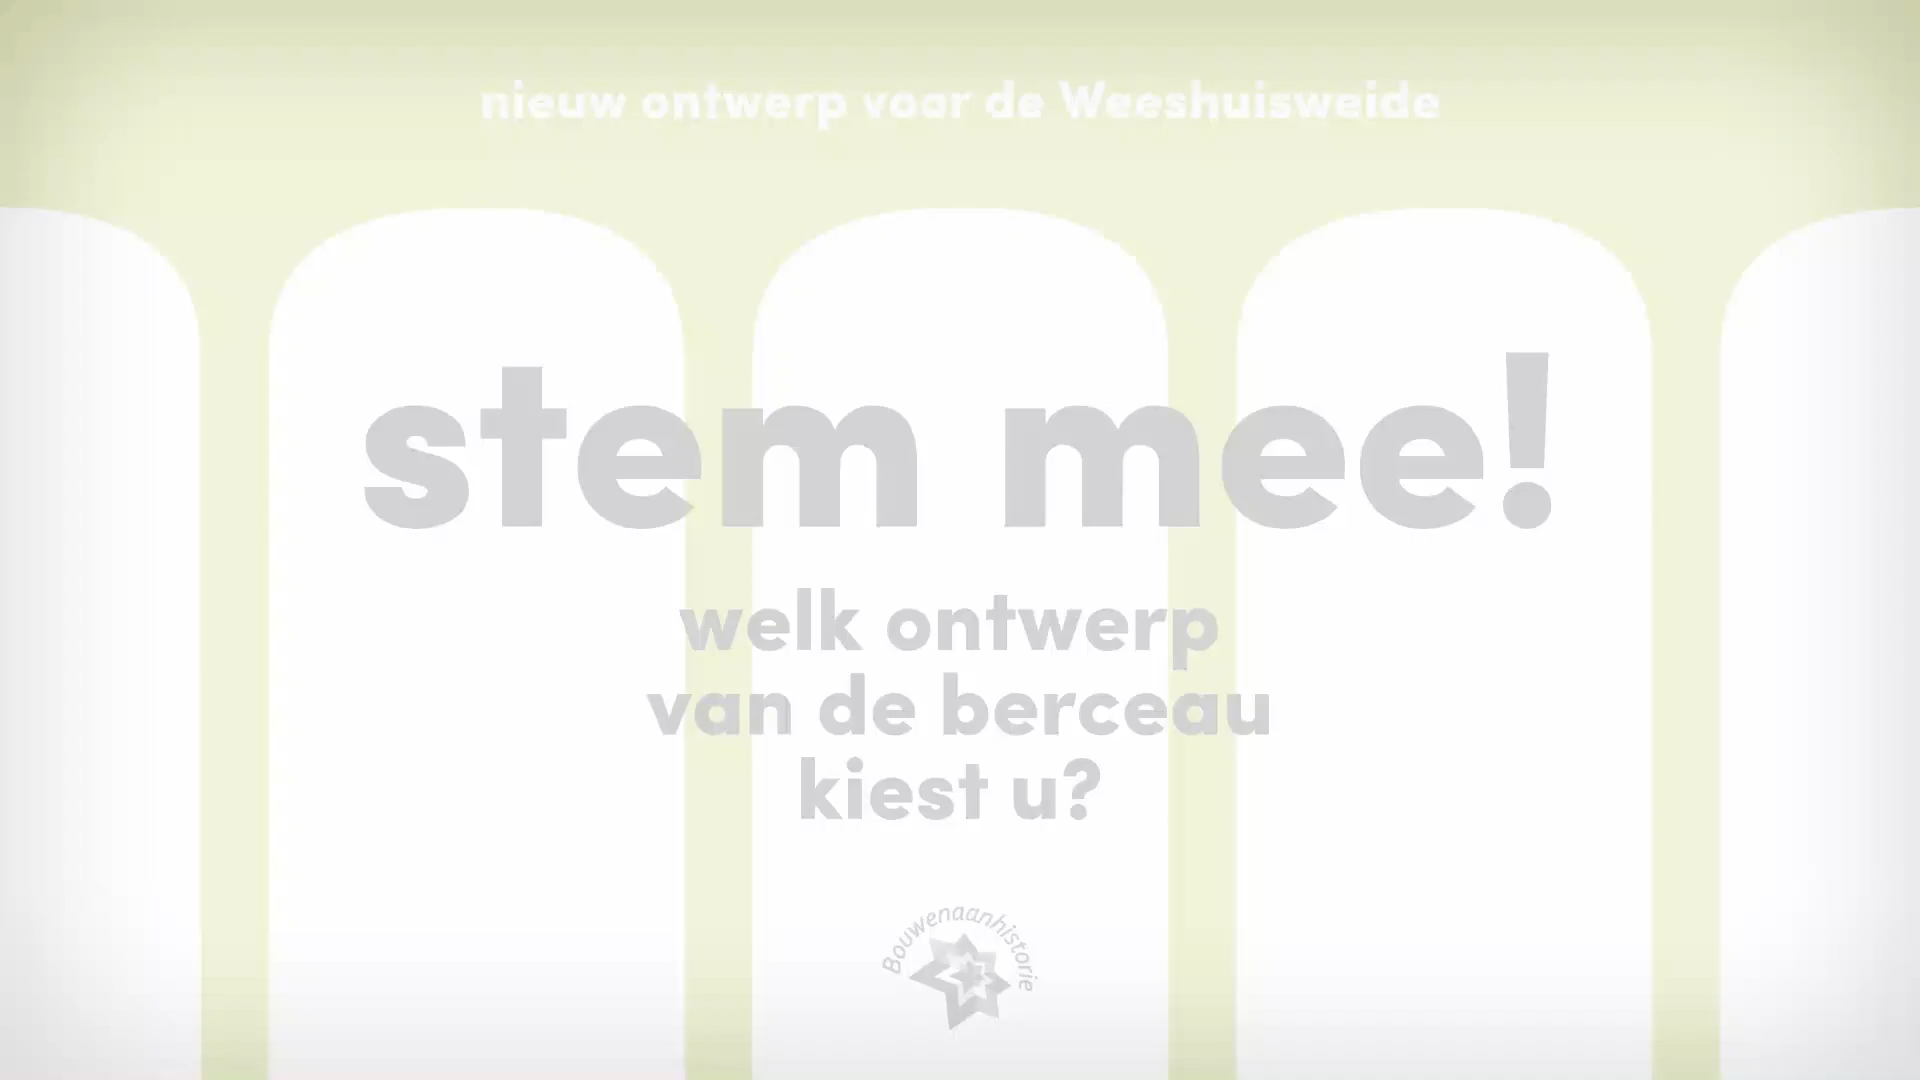 nieuw ontwerp voor de Weeshuisweide
stem mee!
welk ontwerp
van de berceau
kiest u?
Bouwenaanhistorie